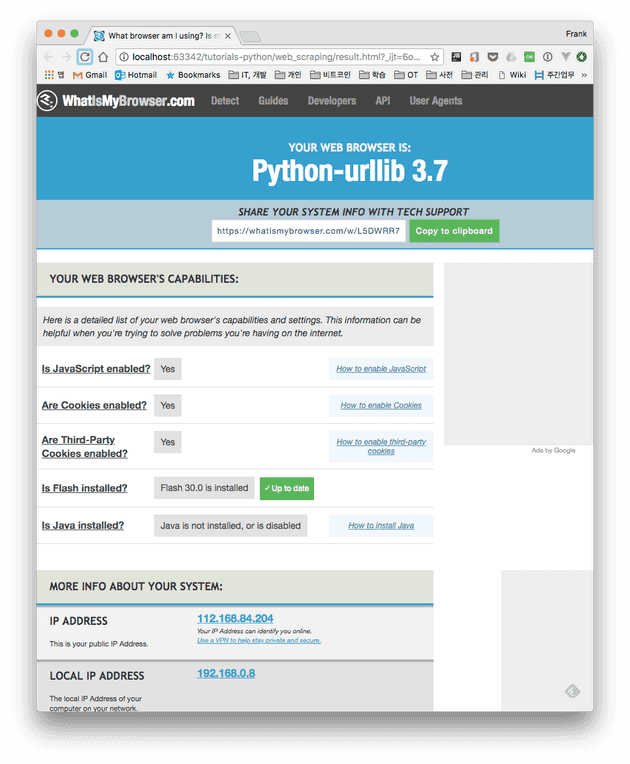 What browser am I using? Is m
Frank
localhost:63342/tutorials-python/web_scraping/result.html?_ijt=6o...
앱 Gmail Hotmail Bookmarks IT, 개발 개인 비트코인 학습 OT 사전 관리 Wiki 주간업무 »
WhatIsMyBrowser.com Detect Guides Developers API User Agents
YOUR WEB BROWSER IS:
Python-urllib 3.7
SHARE YOUR SYSTEM INFO WITH TECH SUPPORT
https://whatismybrowser.com/w/L5DWRR7 Copy to clipboard
YOUR WEB BROWSER'S CAPABILITIES:
Here is a detailed list of your web browser's capabilities and settings. This information can be
helpful when you're trying to solve problems you're having on the internet.
Is JavaScript enabled? Yes How to enable JavaScript
Are Cookies enabled? Yes How to enable Cookies
Are Third-Party
Cookies enabled? Yes How to enable third-party
cookies
Ads by Google
Is Flash installed? Flash 30.0 is installed ✓Up to date
Is Java installed? Java is not installed, or is disabled How to install Java
MORE INFO ABOUT YOUR SYSTEM:
IP ADDRESS 112.168.84.204
Your IP Address can identify you online.
This is your public IP Address. Use a VPN to help stay private and secure.
LOCAL IP ADDRESS 192.168.0.8
The local IP Address of your
computer on your network.